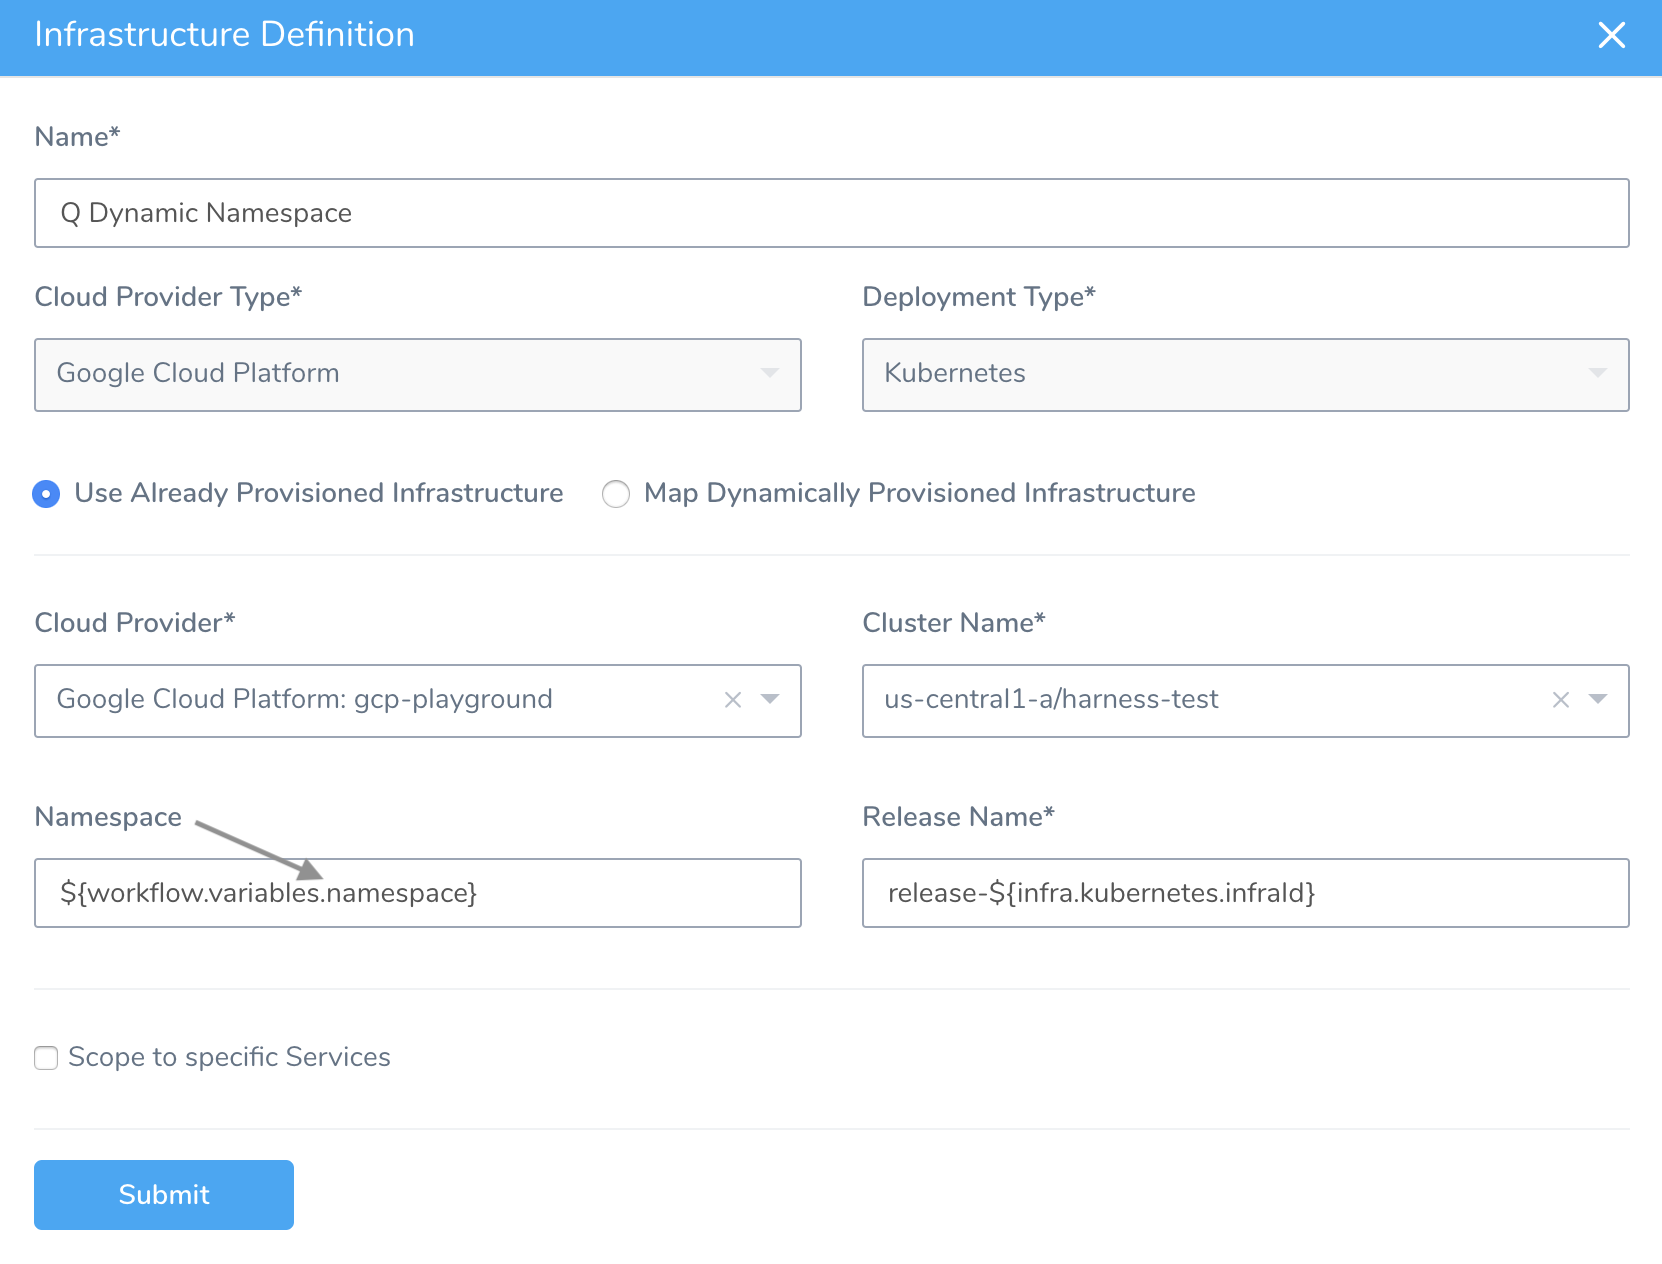 Infrastructure Definition
Name*
Q Dynamic Namespace
Cloud Provider Type*
Deployment Type*
Google Cloud Platform
Kubernetes
Use Already Provisioned Infrastructure
Map Dynamically Provisioned Infrastructure
Cloud Provider*
Cluster Name*
Google Cloud Platform: gcp-playground
us-central1-a/harness-test
Namespace
Release Name*
${workflow.variables.namespace}
release-${infra.kubernetes.infraId}
Scope to specific Services
Submit